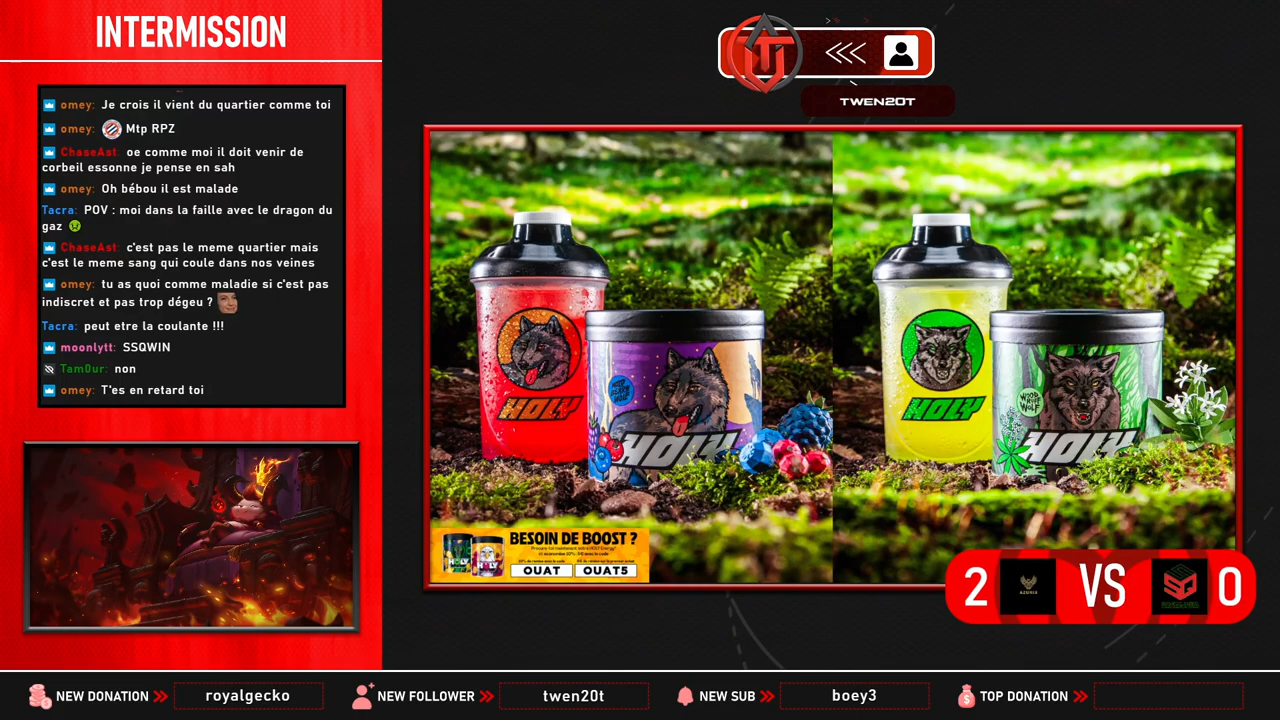 INTERMISSION
omey: Je crois il vient du quartier comme toi
omey: Mtp RPZ
ChaseAst: oe comme moi il doit venir de
corbeil essonne je pense en sah
omey: Oh bébou il est malade
Tacra: POV : moi dans la faille avec le dragon du
gaz
ChaseAst: c'est pas le meme quartier mais
c'est le meme sang qui coule dans nos veines
omey: tu as quoi comme maladie si c'est pas
indiscret et pas trop dégeu ?
Tacra: peut etre la coulante !!!
moonlytt: SSQWIN
Tam0ur: non
omey: T'es en retard toi
TWEN20T
HOLY
HOLY
HOLY
WOOD
RUFF
WOLF
HOLY
BESOIN DE BOOST ?
OUAT
OUAT5
2
AZURIA
VS
0
NEW DONATION
royalgecko
NEW FOLLOWER
twen20t
NEW SUB
boey3
TOP DONATION